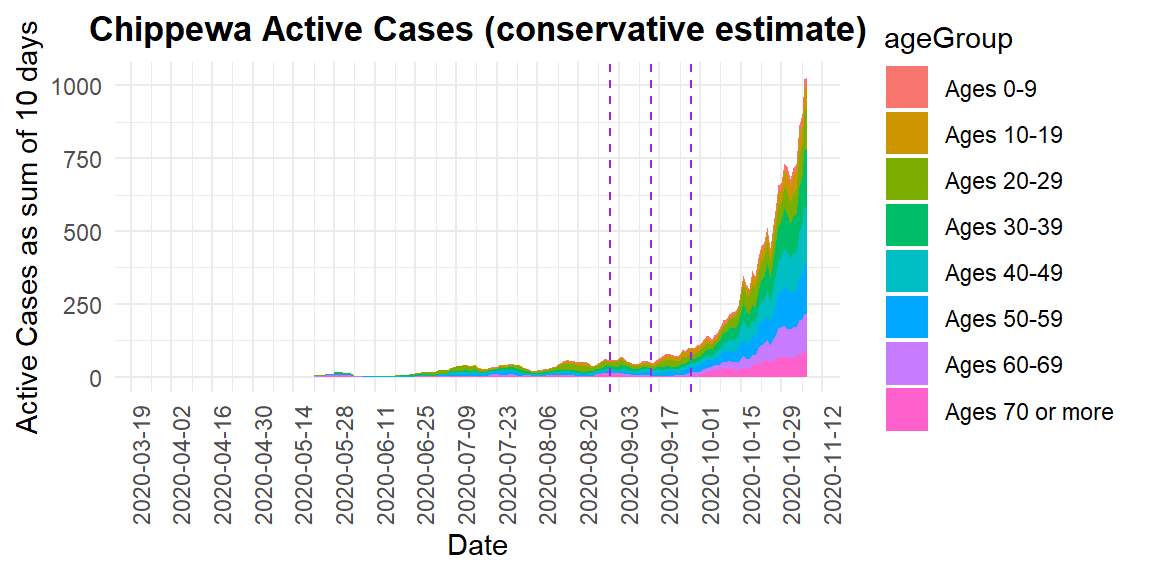 Chippewa Active Cases (conservative estimate)
Active Cases as sum of 10 days
1000
750
500
250
0
2020-03-19
2020-04-02
2020-04-16
2020-04-30
2020-05-14
2020-05-28
2020-06-11
2020-06-25
2020-07-09
2020-07-23
2020-08-06
2020-08-20
2020-09-03
2020-09-17
2020-10-01
2020-10-15
2020-10-29
2020-11-12
Date
ageGroup
Ages 0-9
Ages 10-19
Ages 20-29
Ages 30-39
Ages 40-49
Ages 50-59
Ages 60-69
Ages 70 or more